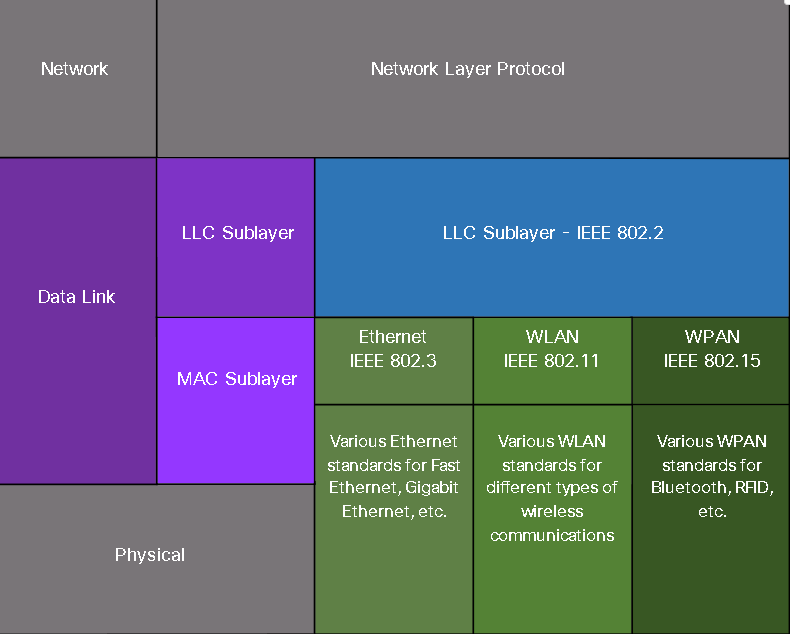 Network
Network Layer Protocol
Data Link
LLC Sublayer
LLC Sublayer - IEEE 802.2
MAC Sublayer
Ethernet
IEEE 802.3
WLAN
IEEE 802.11
WPAN
IEEE 802.15
Various Ethernet
standards for Fast
Ethernet, Gigabit
Ethernet, etc.
Various WLAN
standards for
different types of
wireless
communications
Various WPAN
standards for
Bluetooth, RFID,
etc.
Physical